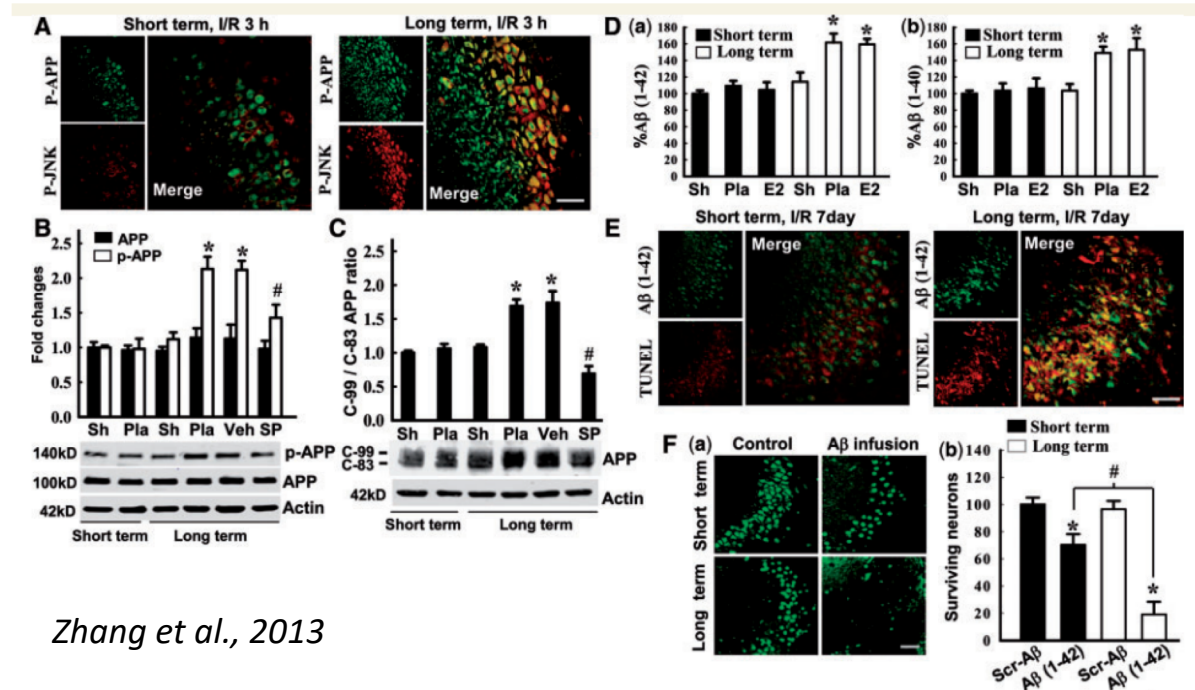 A
Short term, I/R 3 h
Long term, I/R 3 h
P-APP
P-JNK
Merge
P-APP
P-JNK
Merge
B
APP
p-APP
Fold changes
2.5
2.0
1.5
1.0
0.5
0.0
*
*
#
Sh Pla Sh Pla Veh SP
140kD
p-APP
100kD
APP
42kD
Actin
Short term
Long term
C
C-99 / C-83 APP ratio
2.0
1.5
1.0
0.5
0.0
*
*
#
Sh Pla Sh Pla Veh SP
C-99
C-83
APP
42kD
Actin
Short term
Long term
D (a)
Short term
Long term
%Aβ (1-42)
180
160
140
120
100
80
60
40
20
0
*
*
Sh Pla E2 Sh Pla E2
(b)
Short term
Long term
%Aβ (1-40)
180
160
140
120
100
80
60
40
20
0
*
*
Sh Pla E2 Sh Pla E2
E
Short term, I/R 7day
Long term, I/R 7day
Aβ (1-42)
TUNEL
Merge
Aβ (1-42)
TUNEL
Merge
F (a)
Control
Aβ infusion
Short term
Long term
(b)
Short term
Long term
Surviving neurons
140
120
100
80
60
40
20
0
#
*
*
Scr-Aβ
Aβ (1-42)
Scr-Aβ
Aβ (1-42)
Zhang et al., 2013